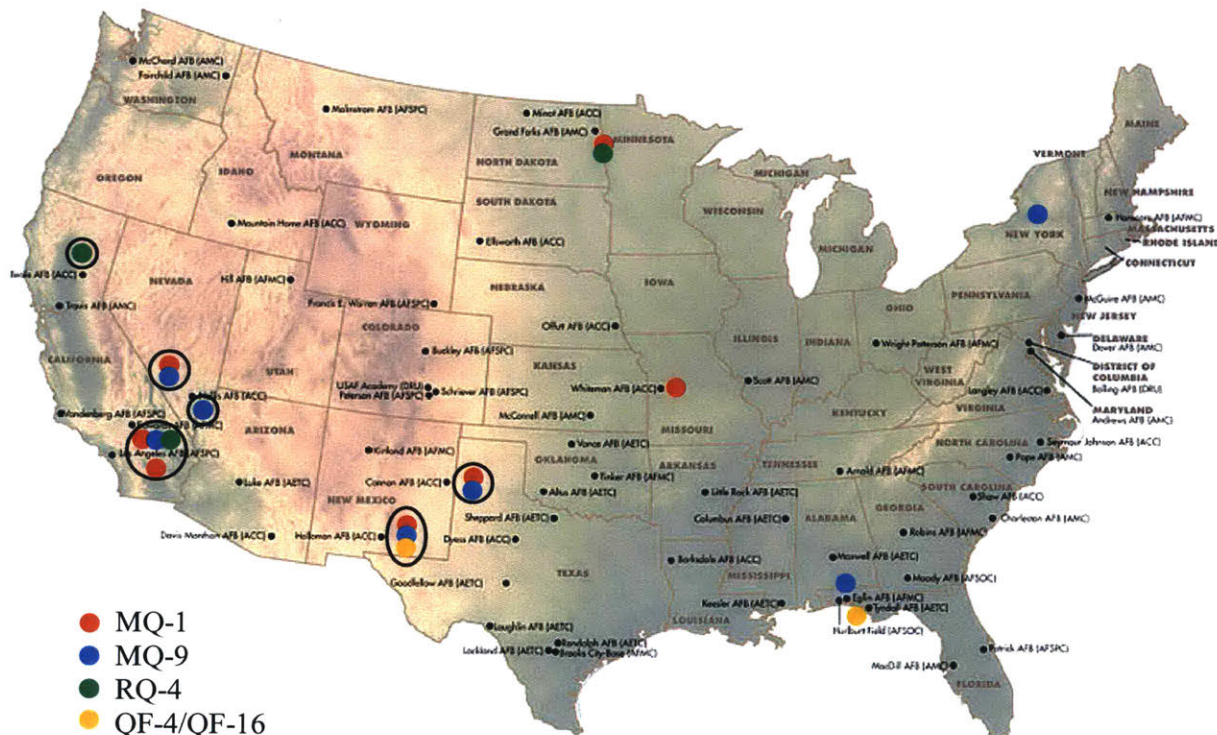 McChord AFB (AMC)
Fairchild AFB (AMC)
WASHINGTON
Malmstrom AFB (AFSPC)
Minot AFB (ACC)
Grand Forks AFB (AMC)
MINNESOTA
MAINE
MONTANA
NORTH DAKOTA
VERMONT
OREGON
IDAHO
MICHIGAN
NEW HAMPSHIRE
SOUTH DAKOTA
WISCONSIN
WYOMING
Mountain Home AFB (ACC)
Ellsworth AFB (ACC)
MICHIGAN
NEW YORK
Hanscom AFB (AFMC)
MASSACHUSETTS
RHODE ISLAND
CONNECTICUT
Beale AFB (ACC)
NEVADA
Hill AFB (AFMC)
NEBRASKA
IOWA
PENNSYLVANIA
Travis AFB (AMC)
Francis E. Warren AFB (AFSPC)
OHIO
McGuire AFB (AMC)
NEW JERSEY
COLORADO
Offutt AFB (ACC)
ILLINOIS
INDIANA
Wright-Patterson AFB (AFMC)
DELAWARE
Dover AFB (AMC)
CALIFORNIA
UTAH
Buckley AFB (AFSPC)
KANSAS
DISTRICT OF
COLUMBIA
Bolling AFB (DRU)
USAF Academy (DRU)
Peterson AFB (AFSPC)
Schriever AFB (AFSPC)
Whiteman AFB (ACC)
Scott AFB (AMC)
WEST
VIRGINIA
Langley AFB (ACC)
Nellis AFB (ACC)
MARYLAND
Andrews AFB (AMC)
Vandenberg AFB (AFSPC)
McConnell AFB (AMC)
KENTUCKY
VIRGINIA
ARIZONA
MISSOURI
Los Angeles AFB (AFSPC)
Kirtland AFB (AFMC)
Vance AFB (AETC)
NORTH CAROLINA
Seymour Johnson AFB (ACC)
OKLAHOMA
ARKANSAS
TENNESSEE
Pope AFB (AMC)
Luke AFB (AETC)
Cannon AFB (ACC)
Tinker AFB (AFMC)
Arnold AFB (AFMC)
NEW MEXICO
Altus AFB (AETC)
Little Rock AFB (AETC)
SOUTH CAROLINA
Shaw AFB (ACC)
Sheppard AFB (AETC)
Columbus AFB (AETC)
ALABAMA
GEORGIA
Charleston AFB (AMC)
Davis Monthan AFB (ACC)
Holloman AFB (ACC)
Dyess AFB (ACC)
Robins AFB (AFMC)
Barksdale AFB (ACC)
Maxwell AFB (AETC)
TEXAS
MISSISSIPPI
Goodfellow AFB (AETC)
Moody AFB (AFSOC)
Keesler AFB (AETC)
Eglin AFB (AFMC)
Tyndall AFB (AETC)
LOUISIANA
Hurlburt Field (AFSOC)
Laughlin AFB (AETC)
Randolph AFB (AETC)
Lackland AFB (AETC)
Brooks City-Base (AFMC)
Patrick AFB (AFSPC)
MacDill AFB (AMC)
FLORIDA
MQ-1
MQ-9
RQ-4
QF-4/QF-16